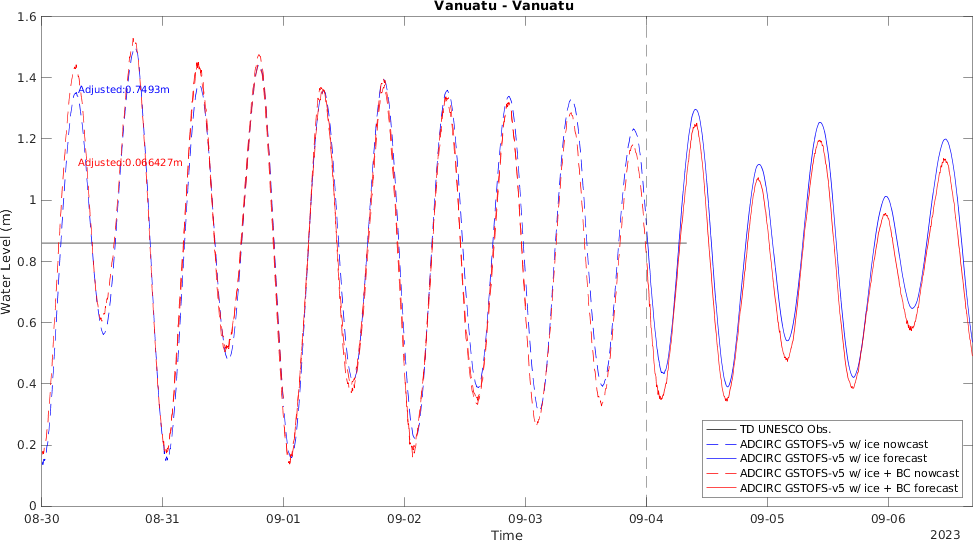 Vanuatu - Vanuatu
1.6
1.4
1.2
1
0.8
0.6
0.4
0.2
0
Water Level (m)
Adjusted:0.7493m
Adjusted:0.066427m
TD UNESCO Obs.
ADCIRC GSTOFS-v5 w/ ice nowcast
ADCIRC GSTOFS-v5 w/ ice forecast
ADCIRC GSTOFS-v5 w/ ice + BC nowcast
ADCIRC GSTOFS-v5 w/ ice + BC forecast
08-30 08-31 09-01 09-02 09-03 09-04 09-05 09-06
Time
2023